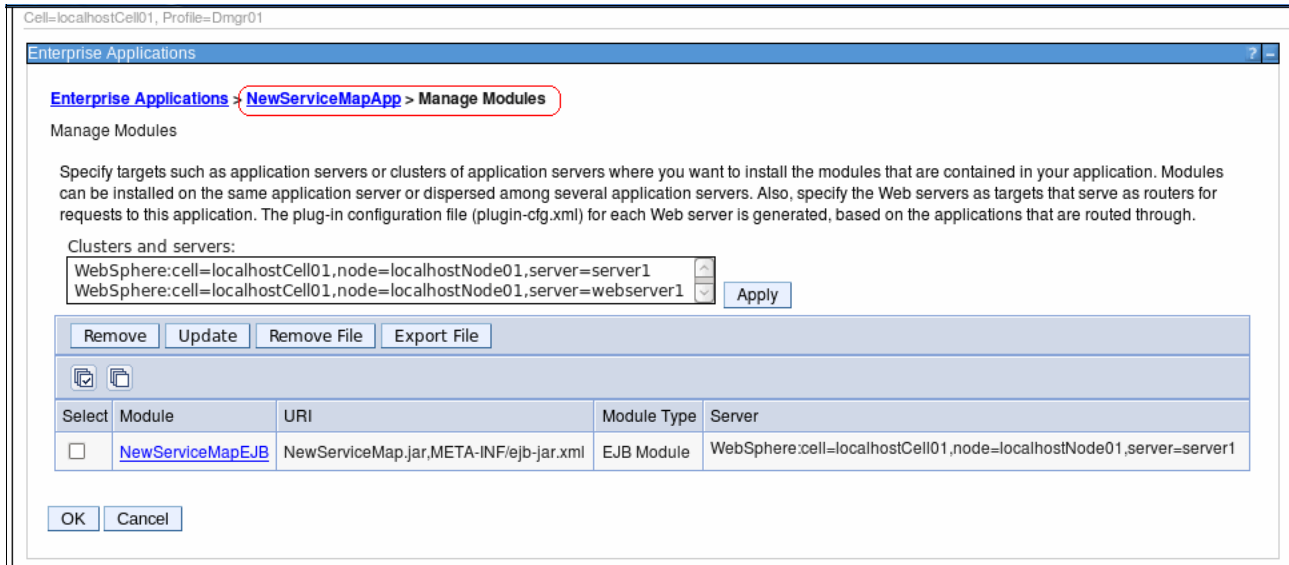 Cell=localhostCell01, Profile=Dmgr01
Enterprise Applications ? –
Enterprise Applications > NewServiceMapApp > Manage Modules
Manage Modules
Specify targets such as application servers or clusters of application servers where you want to install the modules that are contained in your application. Modules
can be installed on the same application server or dispersed among several application servers. Also, specify the Web servers as targets that serve as routers for
requests to this application. The plug-in configuration file (plugin-cfg.xml) for each Web server is generated, based on the applications that are routed through.
Clusters and servers:
WebSphere:cell=localhostCell01,node=localhostNode01,server=server1
WebSphere:cell=localhostCell01,node=localhostNode01,server=webserver1 Apply
Remove Update Remove File Export File
Select Module URI Module Type Server
NewServiceMapEJB NewServiceMap.jar,META-INF/ejb-jar.xml EJB Module WebSphere:cell=localhostCell01,node=localhostNode01,server=server1
OK Cancel